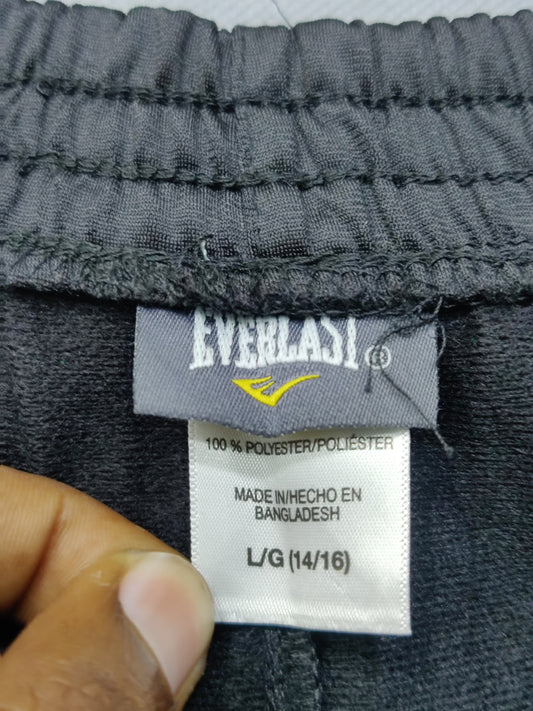 EVERLAST®
100 % POLYESTER/POLIÉSTER
MADE IN/HECHO EN
BANGLADESH
L/G (14/16)